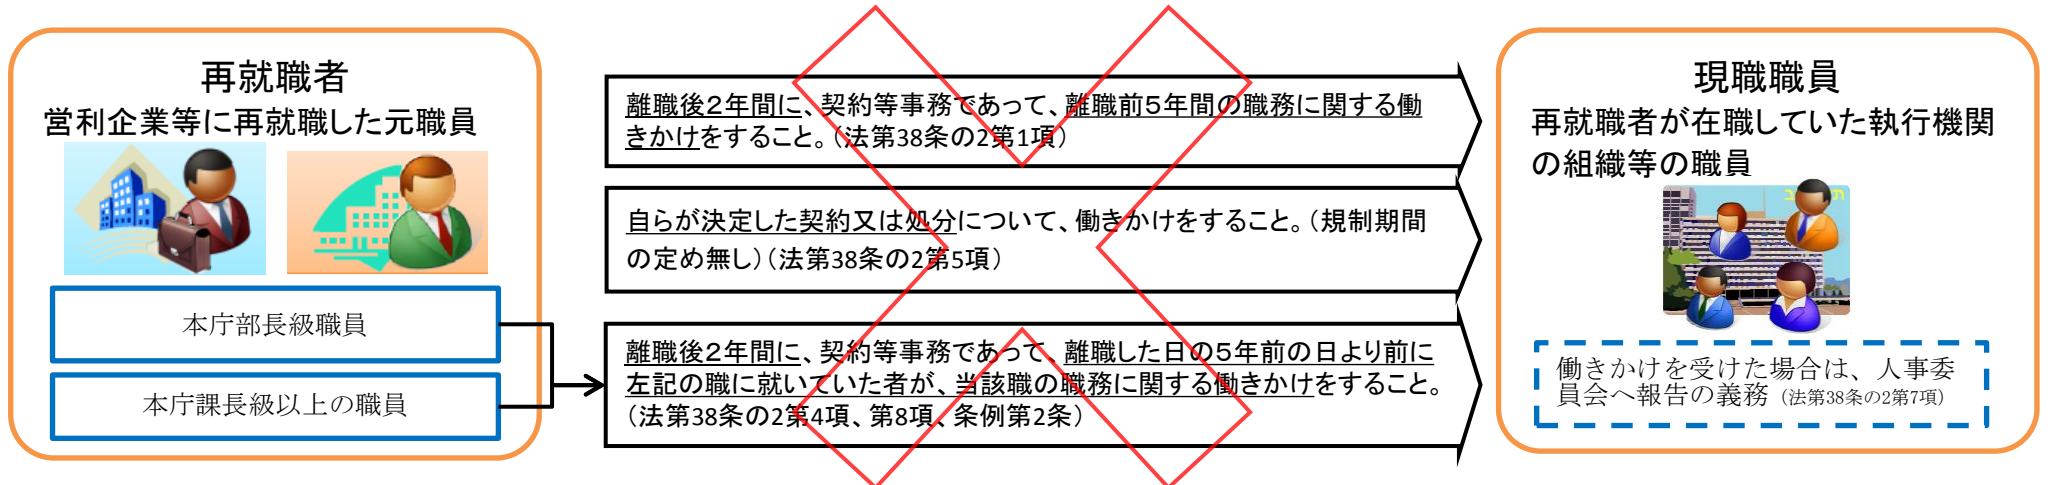 再就職者
営利企業等に再就職した元職員
本庁部長級職員
本庁課長級以上の職員
離職後２年間に、契約等事務であって、離職前５年間の職務に関する働
きかけをすること。（法第38条の2第1項）
自らが決定した契約又は処分について、働きかけをすること。（規制期間
の定め無し）（法第38条の2第5項）
離職後２年間に、契約等事務であって、離職した日の５年前の日より前に
左記の職に就いていた者が、当該職の職務に関する働きかけをすること。
（法第38条の2第4項、第8項、条例第2条）
現職職員
再就職者が在職していた執行機関
の組織等の職員
働きかけを受けた場合は、人事委
員会へ報告の義務（法第38条の2第7項）